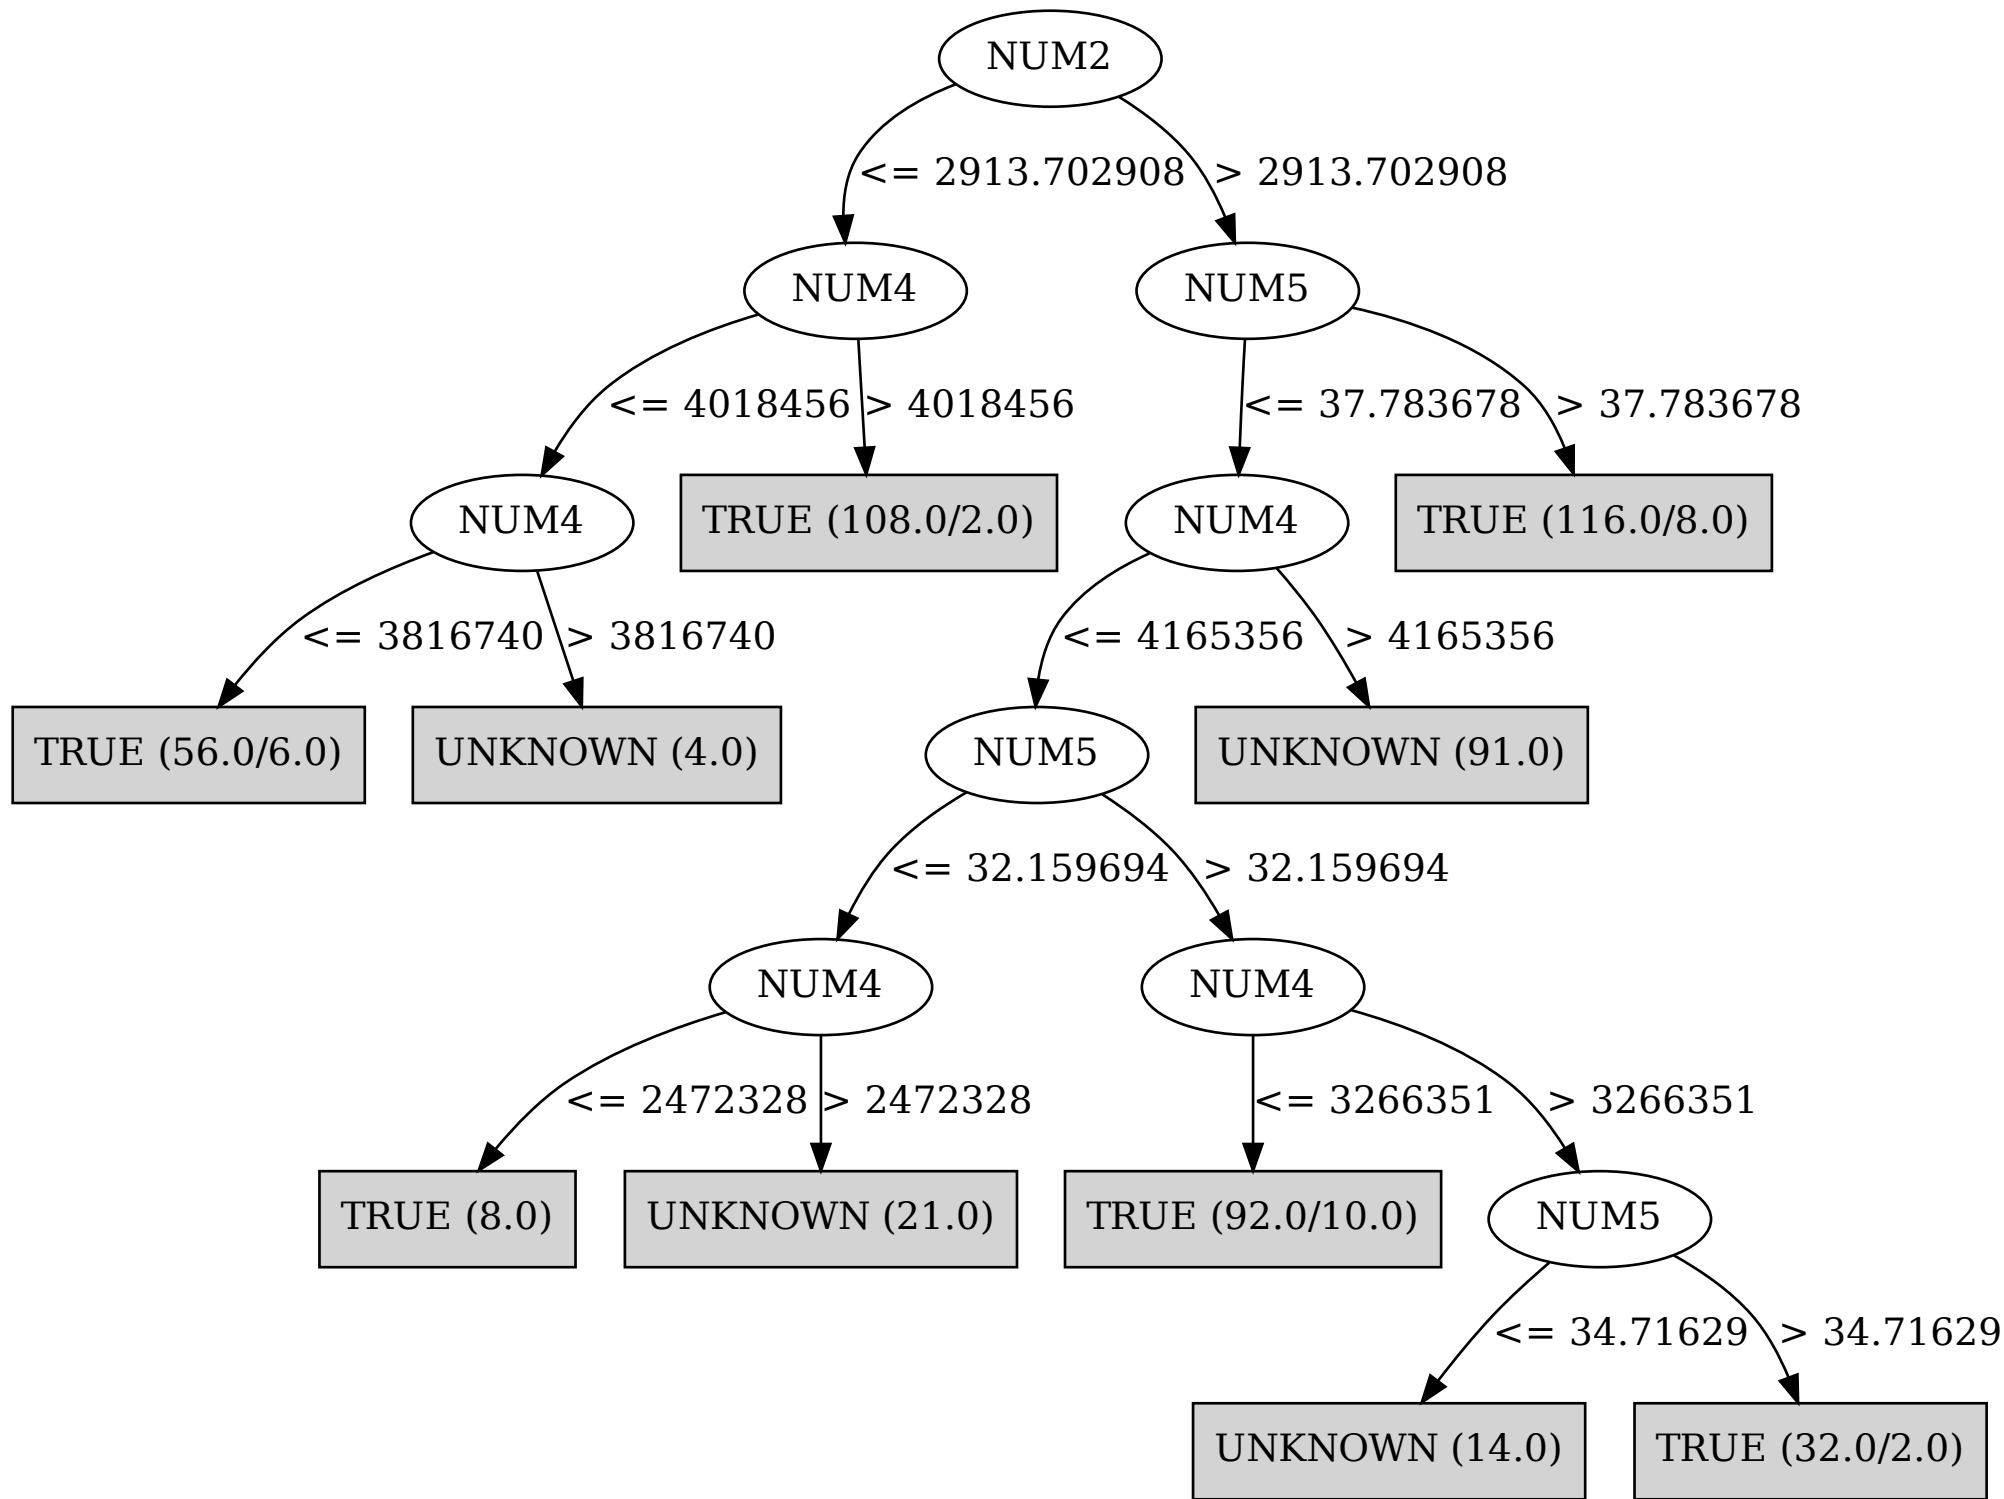 NUM2
<= 2913.702908
> 2913.702908
NUM4
NUM5
<= 4018456
> 4018456
<= 37.783678
> 37.783678
NUM4
TRUE (108.0/2.0)
NUM4
TRUE (116.0/8.0)
<= 3816740
> 3816740
<= 4165356
> 4165356
TRUE (56.0/6.0)
UNKNOWN (4.0)
NUM5
UNKNOWN (91.0)
<= 32.159694
> 32.159694
NUM4
NUM4
<= 2472328
> 2472328
<= 3266351
> 3266351
TRUE (8.0)
UNKNOWN (21.0)
TRUE (92.0/10.0)
NUM5
<= 34.71629
> 34.71629
UNKNOWN (14.0)
TRUE (32.0/2.0)